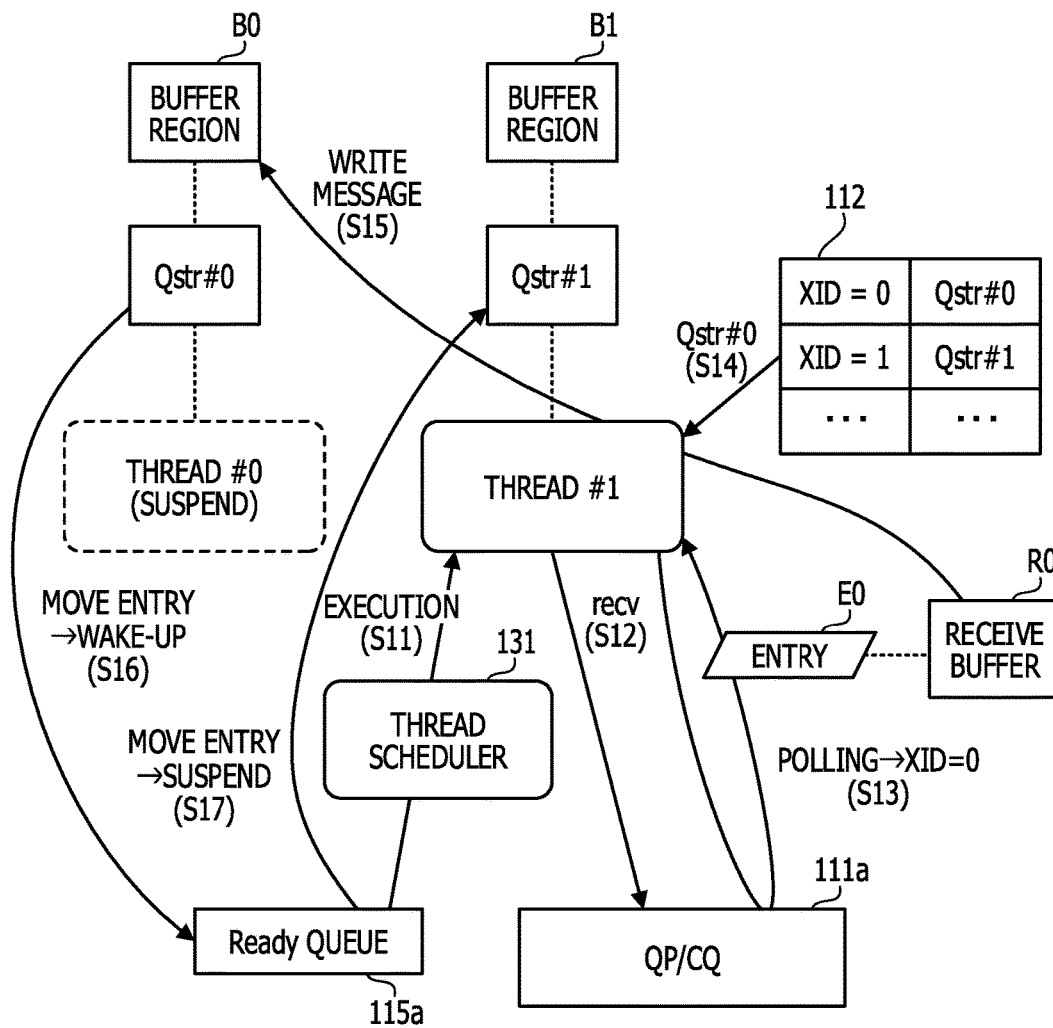 B0
B1
BUFFER
REGION
BUFFER
REGION
WRITE
MESSAGE
(S15)
112
Qstr#0
Qstr#1
XID = 0
Qstr#0
XID = 1
Qstr#1
...
...
Qstr#0
(S14)
THREAD #0
(SUSPEND)
THREAD #1
MOVE ENTRY
→WAKE-UP
(S16)
EXECUTION
(S11)
recv
(S12)
E0
R0
ENTRY
RECEIVE
BUFFER
131
THREAD
SCHEDULER
MOVE ENTRY
→SUSPEND
(S17)
POLLING→XID=0
(S13)
111a
Ready QUEUE
QP/CQ
115a